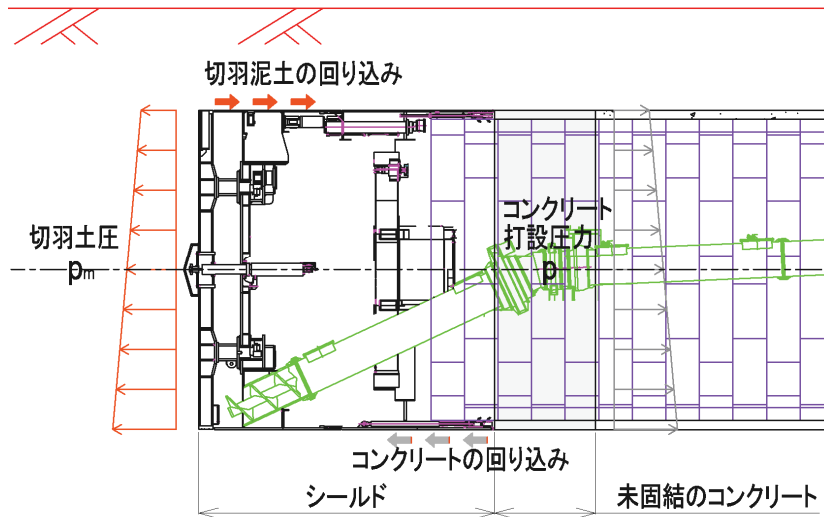 切羽泥土の回り込み
切羽土圧
pm
コンクリート
打設圧力
p
コンクリートの回り込み
シールド
未固結のコンクリート